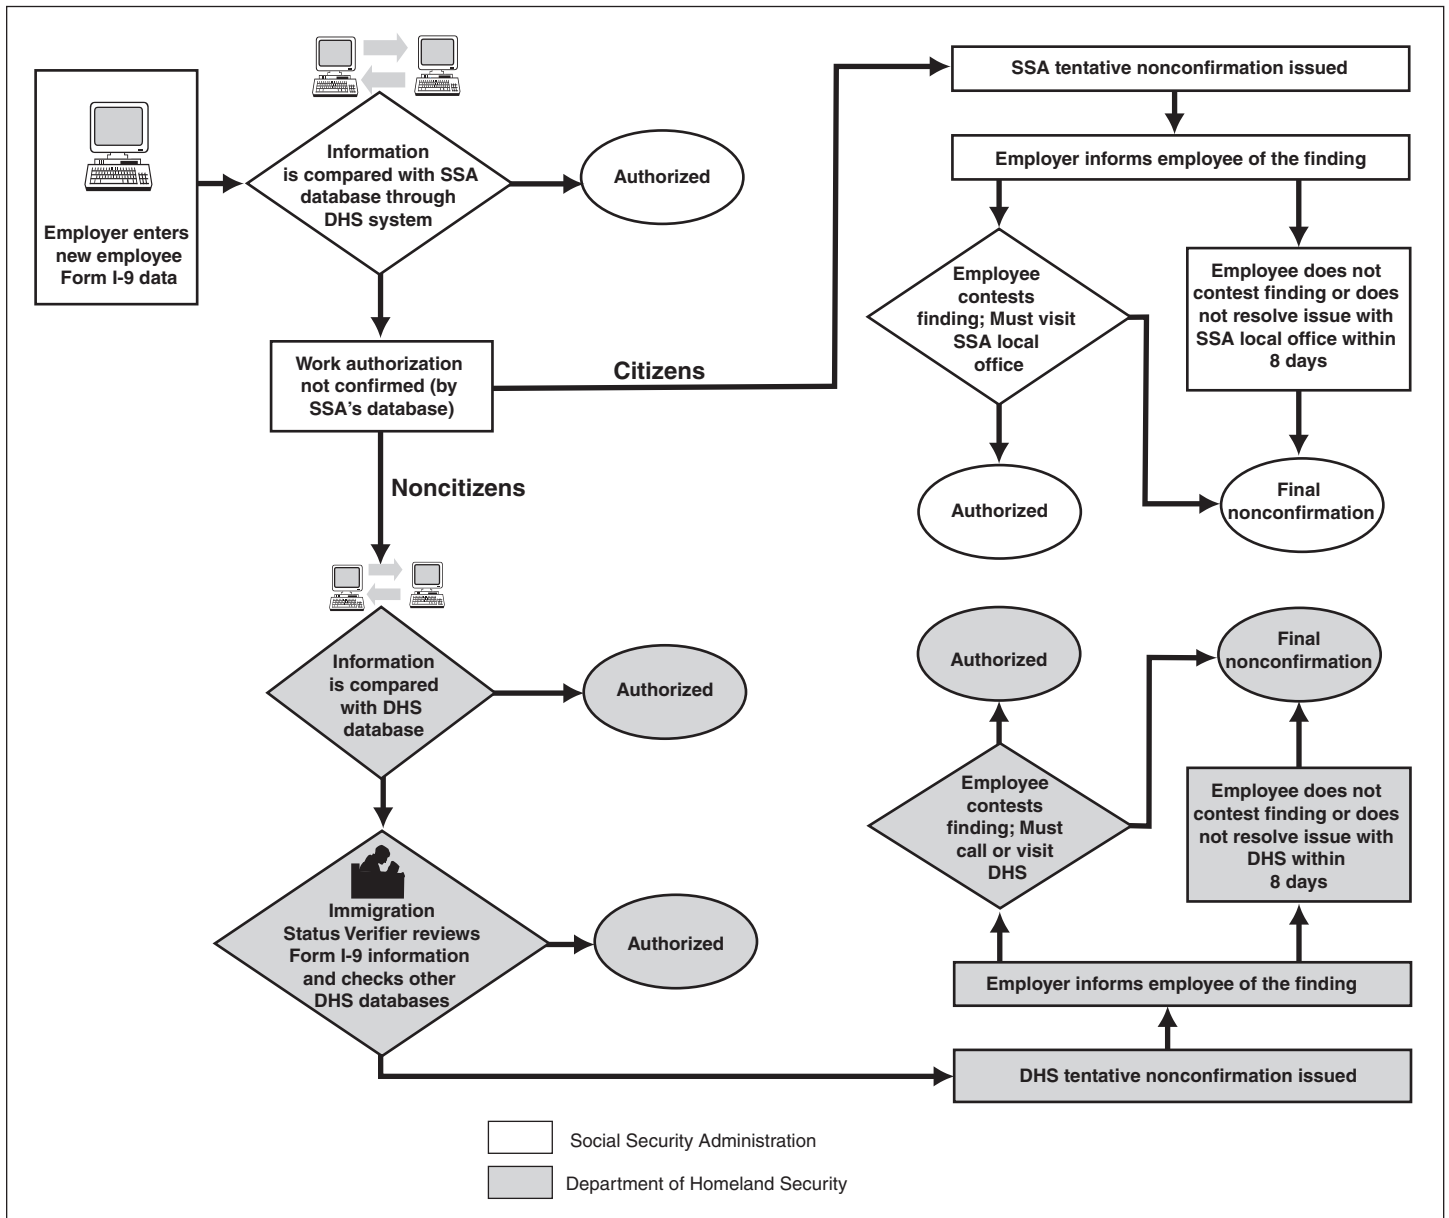 Employer enters
new employee
Form I-9 data
Information
is compared with SSA
database through
DHS system
Authorized
Work authorization
not confirmed (by
SSA’s database)
Citizens
Noncitizens
SSA tentative nonconfirmation issued
Employer informs employee of the finding
Employee
contests
finding; Must visit
SSA local
office
Employee does not
contest finding or does
not resolve issue with
SSA local office within
8 days
Authorized
Final
nonconfirmation
Information
is compared
with DHS
database
Authorized
Immigration
Status Verifier reviews
Form I-9 information
and checks other
DHS databases
Authorized
Authorized
Final
nonconfirmation
Employee
contests
finding; Must
call or visit
DHS
Employee does not
contest finding or does
not resolve issue with
DHS within
8 days
Employer informs employee of the finding
DHS tentative nonconfirmation issued
Social Security Administration
Department of Homeland Security